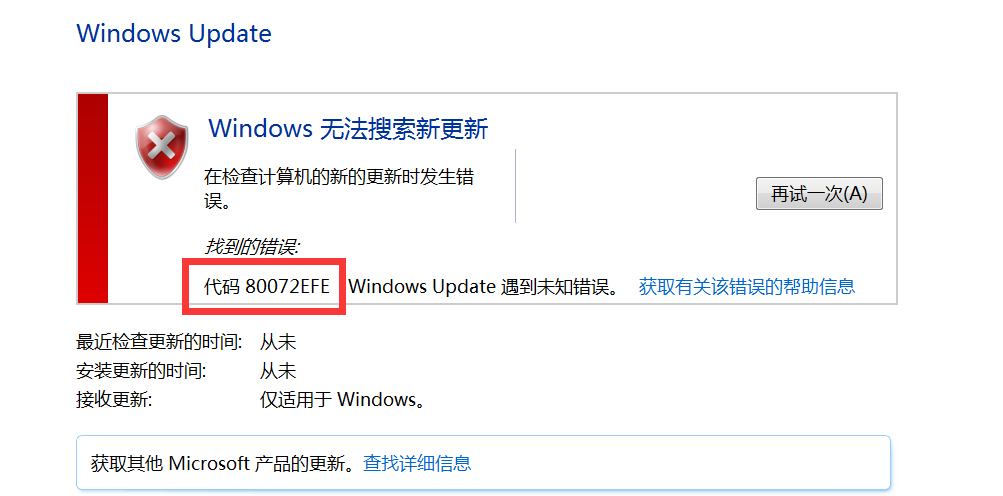 Windows Update
Windows 无法搜索新更新
在检查计算机的新的更新时发生错
误。
再试一次(A)
找到的错误:
代码 80072EFE Windows Update 遇到未知错误。 获取有关该错误的帮助信息
最近检查更新的时间: 从未
安装更新的时间: 从未
接收更新: 仅适用于 Windows。
获取其他 Microsoft 产品的更新。查找详细信息